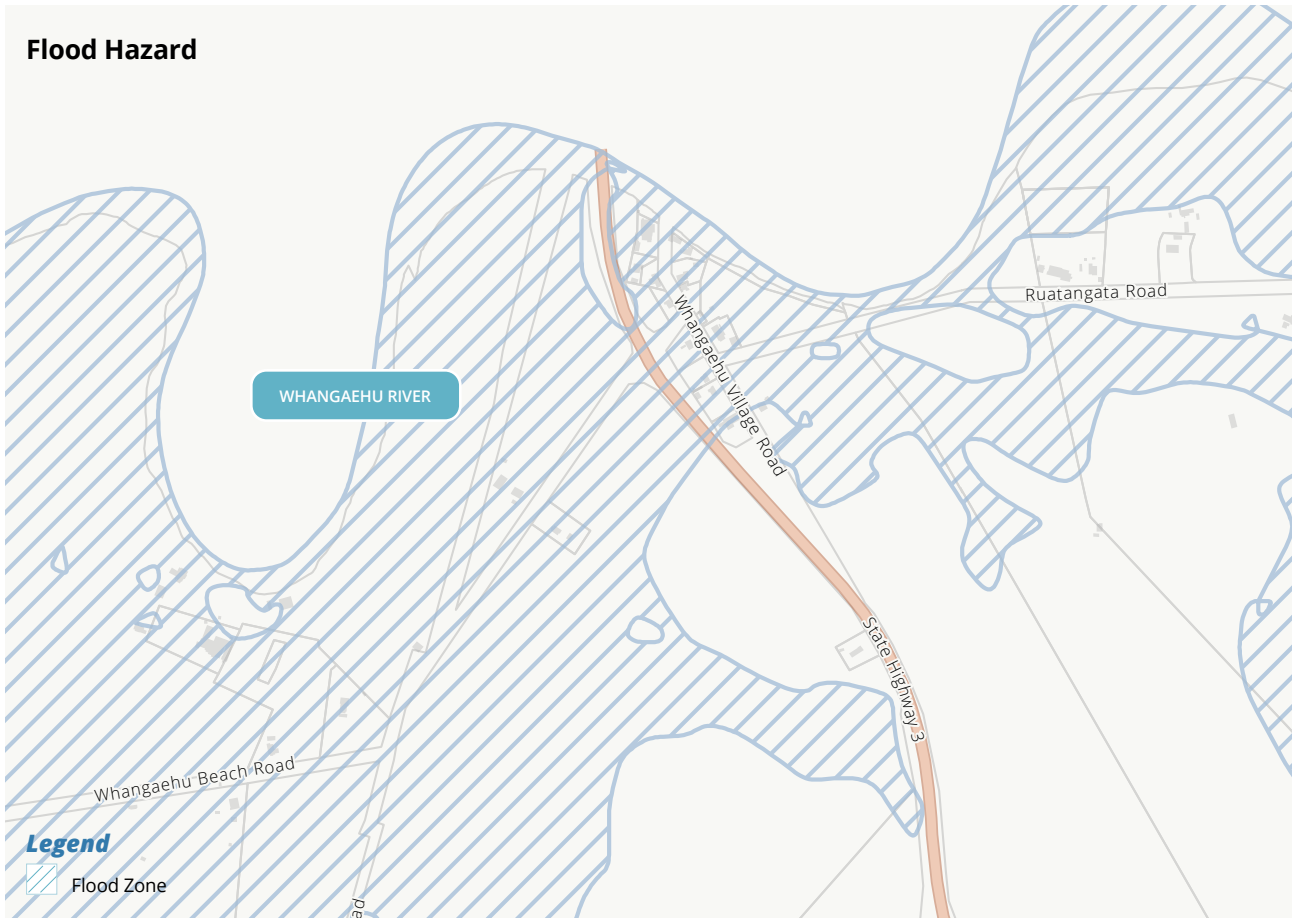 Flood Hazard
Ruatangata Road
Whangaehu Village Road
WHANGAEHU RIVER
State Highway 3
Whangaehu Beach Road
Legend
Flood Zone